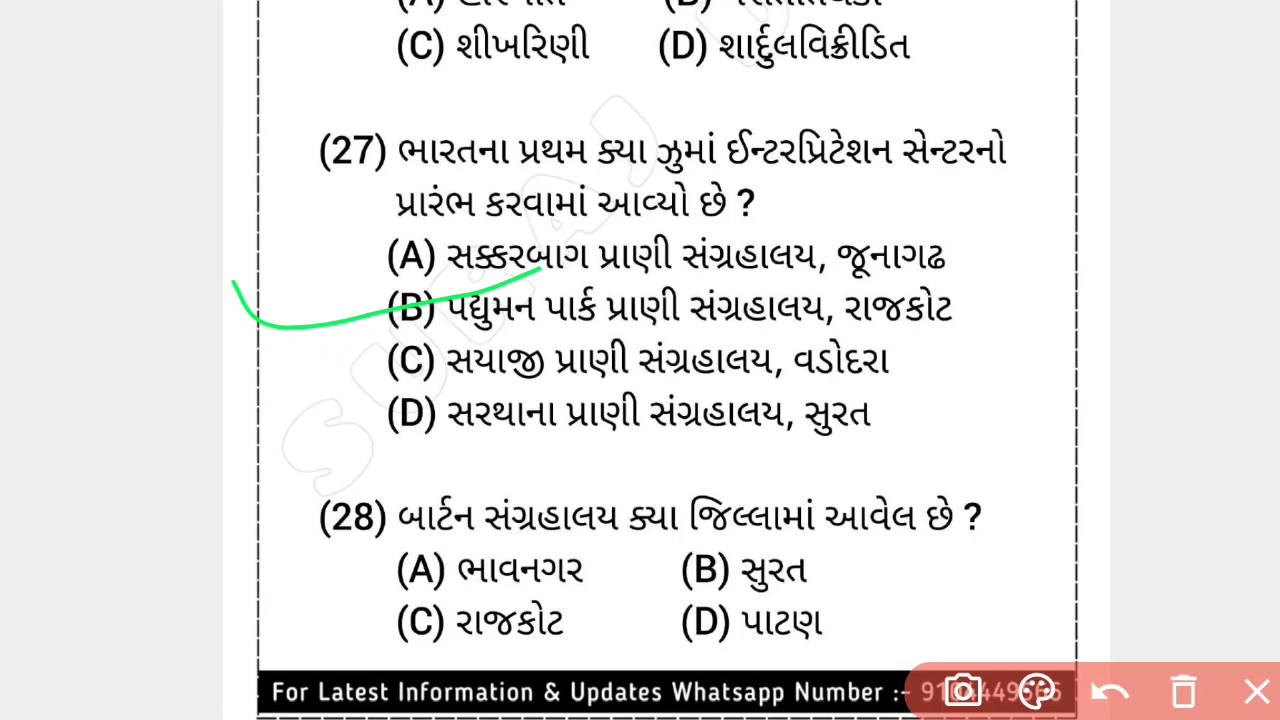 (C) શીખરિણી (D) શાર્દુલવિક્રીડિત
(27) ભારતના પ્રથમ ક્યા ઝુમાં ઈન્ટરપ્રિટેશન સેન્ટરનો
પ્રારંભ કરવામાં આવ્યો છે ?
(A) સક્કરબાગ પ્રાણી સંગ્રહાલય, જૂનાગઢ
(B) પદ્યુમન પાર્ક પ્રાણી સંગ્રહાલય, રાજકોટ
(C) સયાજી પ્રાણી સંગ્રહાલય, વડોદરા
(D) સરથાના પ્રાણી સંગ્રહાલય, સુરત
(28) બાર્ટન સંગ્રહાલય ક્યા જિલ્લામાં આવેલ છે ?
(A) ભાવનગર (B) સુરત
(C) રાજકોટ (D) પાટણ
For Latest Information & Updates Whatsapp Number :-